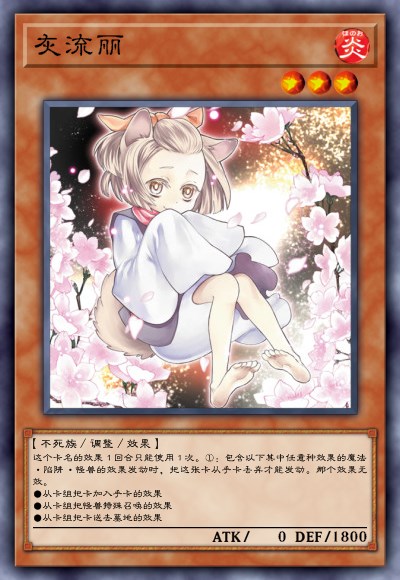 灰流丽
ほのお
炎
【不死族／调整／效果】
这个卡名的效果１回合只能使用１次。①：包含以下其中任意种效果的魔法
·陷阱·怪兽的效果发动时，把这张卡从手卡丢弃才能发动。那个效果无
效。
●从卡组把卡加入手卡的效果
●从卡组把怪兽特殊召唤的效果
●从卡组把卡送去墓地的效果
ATK/ 0 DEF/1800